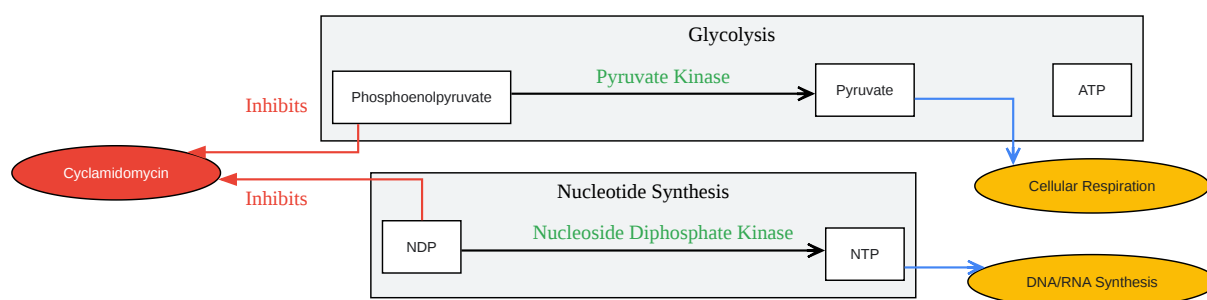 Glycolysis
Pyruvate Kinase
Phosphoenolpyruvate
Pyruvate
ATP
Inhibits
Cyclamidomycin
Cellular Respiration
Inhibits
Nucleotide Synthesis
Nucleoside Diphosphate Kinase
NDP
NTP
DNA/RNA Synthesis